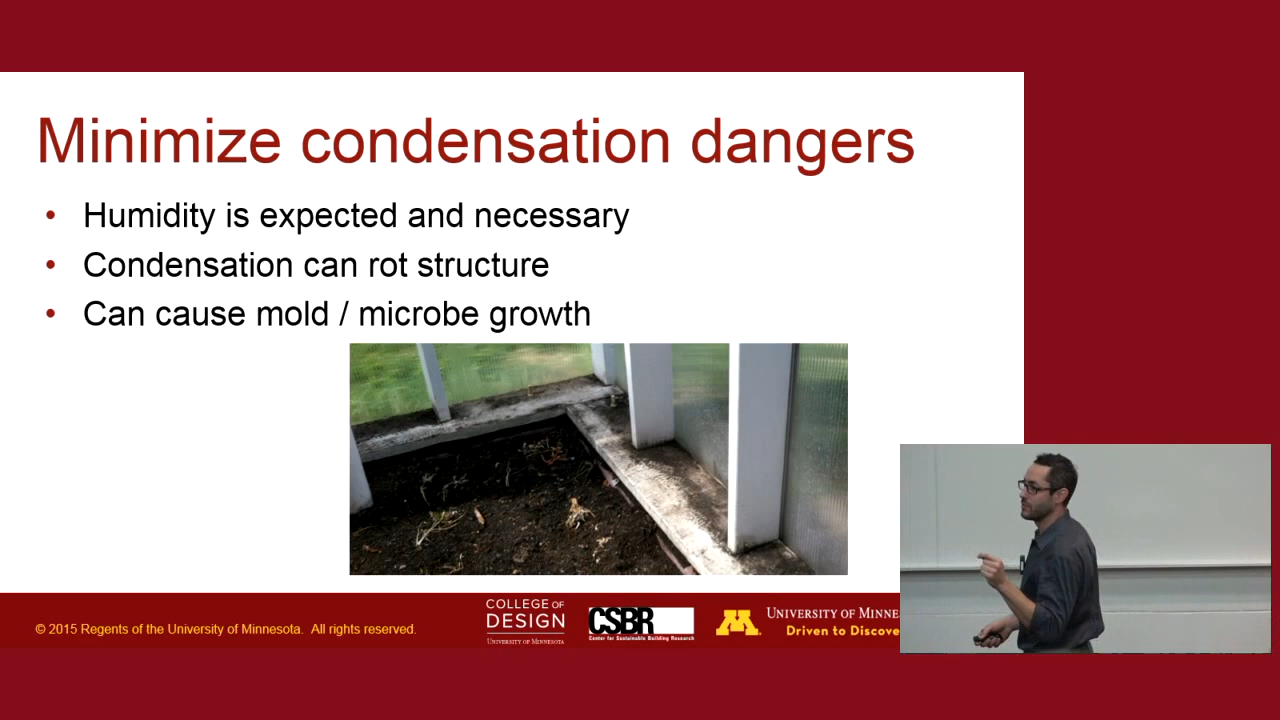 Minimize condensation dangers
• Humidity is expected and necessary
• Condensation can rot structure
• Can cause mold / microbe growth
© 2015 Regents of the University of Minnesota. All rights reserved.
COLLEGE OF
DESIGN
UNIVERSITY OF MINNESOTA
CSBR
Center for Sustainable Building Research
M
UNIVERSITY OF MINNE
Driven to Discove